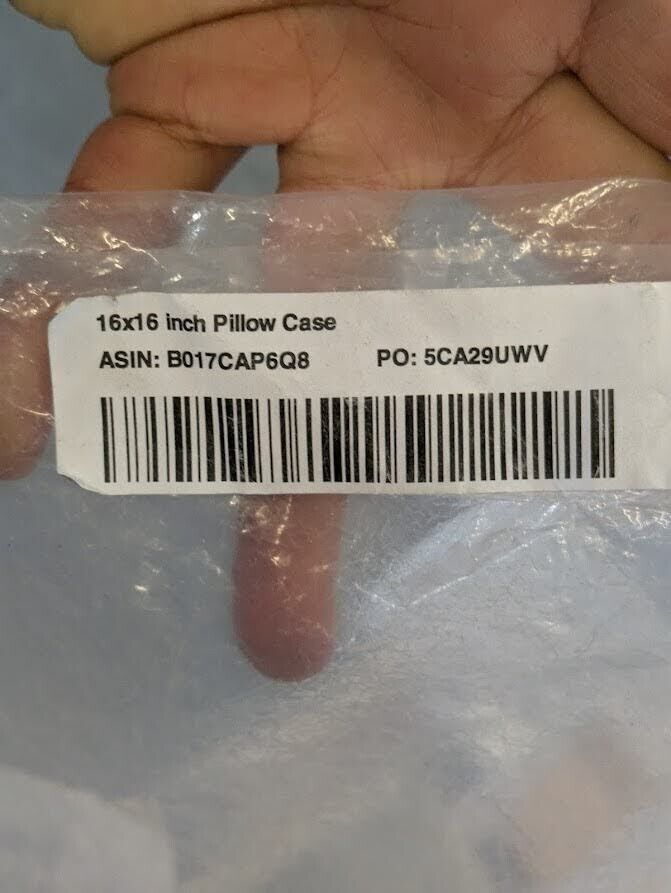 16x16 inch Pillow Case
ASIN: B017CAP6Q8 PO: 5CA29UWV